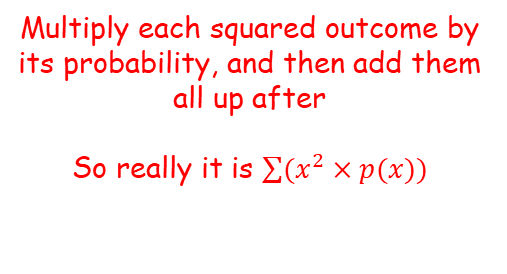 Multiply each squared outcome by
its probability, and then add them
all up after
So really it is ∑(𝑥² × 𝑝(𝑥))